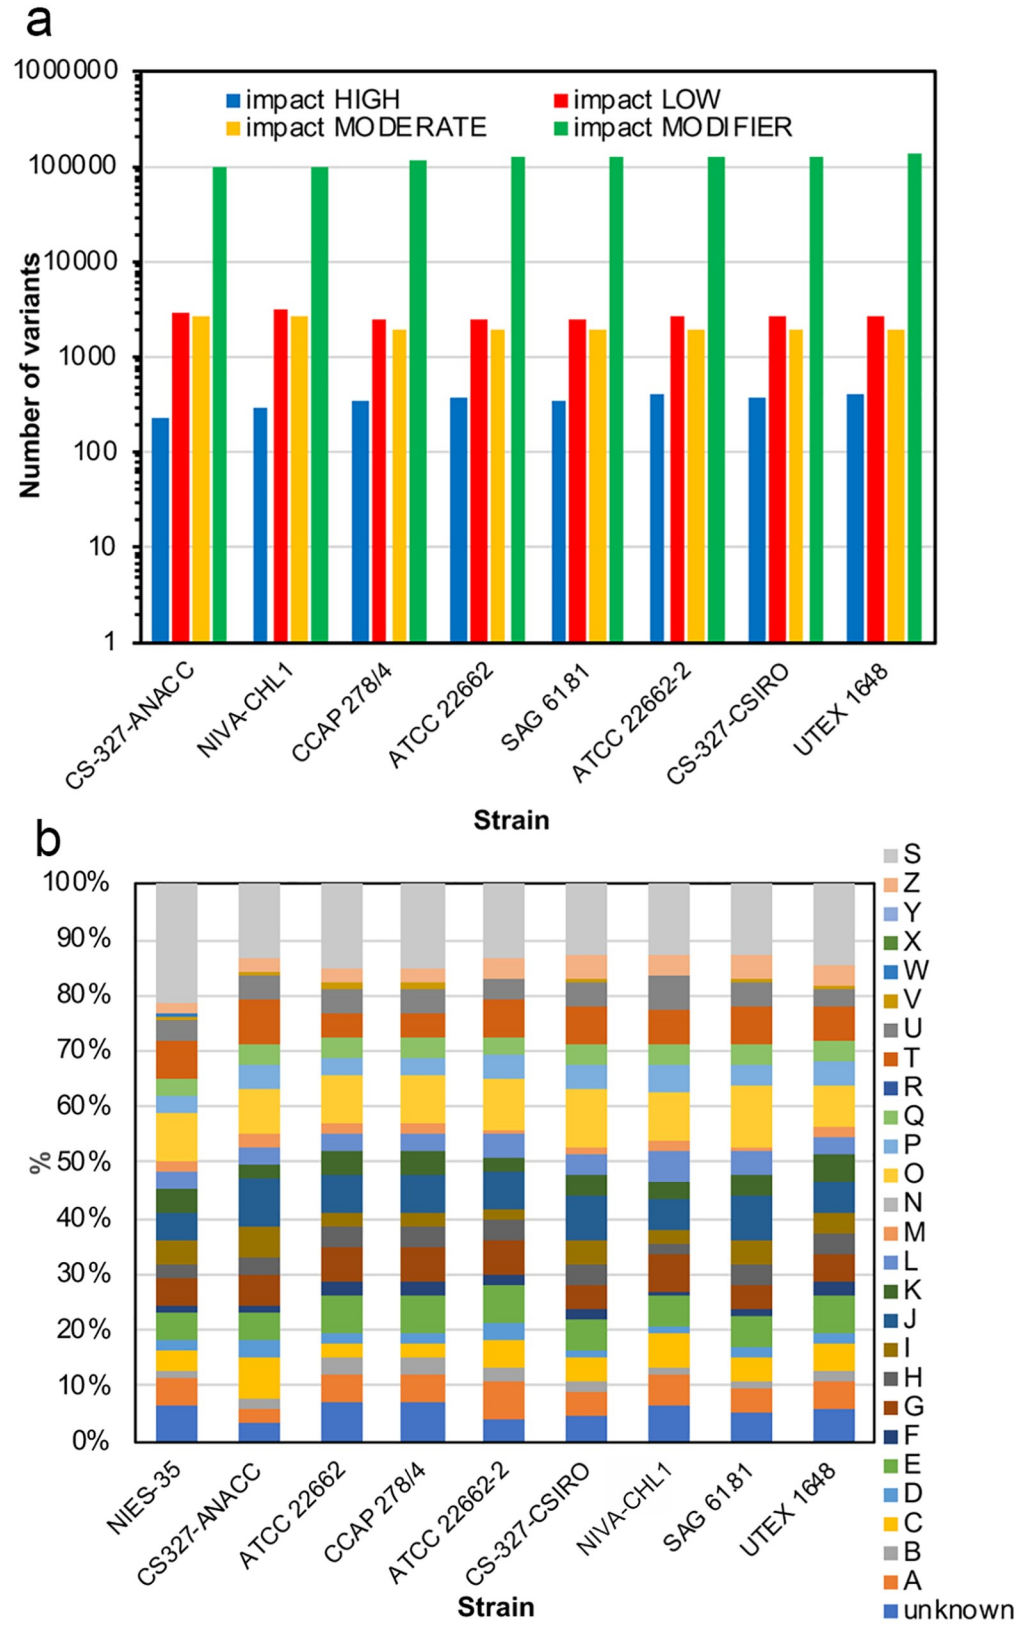 a
1000000
impact HIGH impact LOW
impact MODERATE impact MODIFIER
100000
10000
1000
100
10
1
Number of variants
CS-327-ANACC
NIVA-CHL1
CCAP 278/4
ATCC 22662
SAG 61.81
ATCC 22662-2
CS-327-CSIRO
UTEX 1648
Strain
b
100%
90%
80%
70%
60%
50%
40%
30%
20%
10%
0%
%
NIES-35
CS327-ANACC
ATCC 22662
CCAP 278/4
ATCC 22662-2
CS-327-CSIRO
NIVA-CHL1
SAG 61.81
UTEX 1648
Strain
S
Z
Y
X
W
V
U
T
R
Q
P
O
N
M
L
K
J
I
H
G
F
E
D
C
B
A
unknown